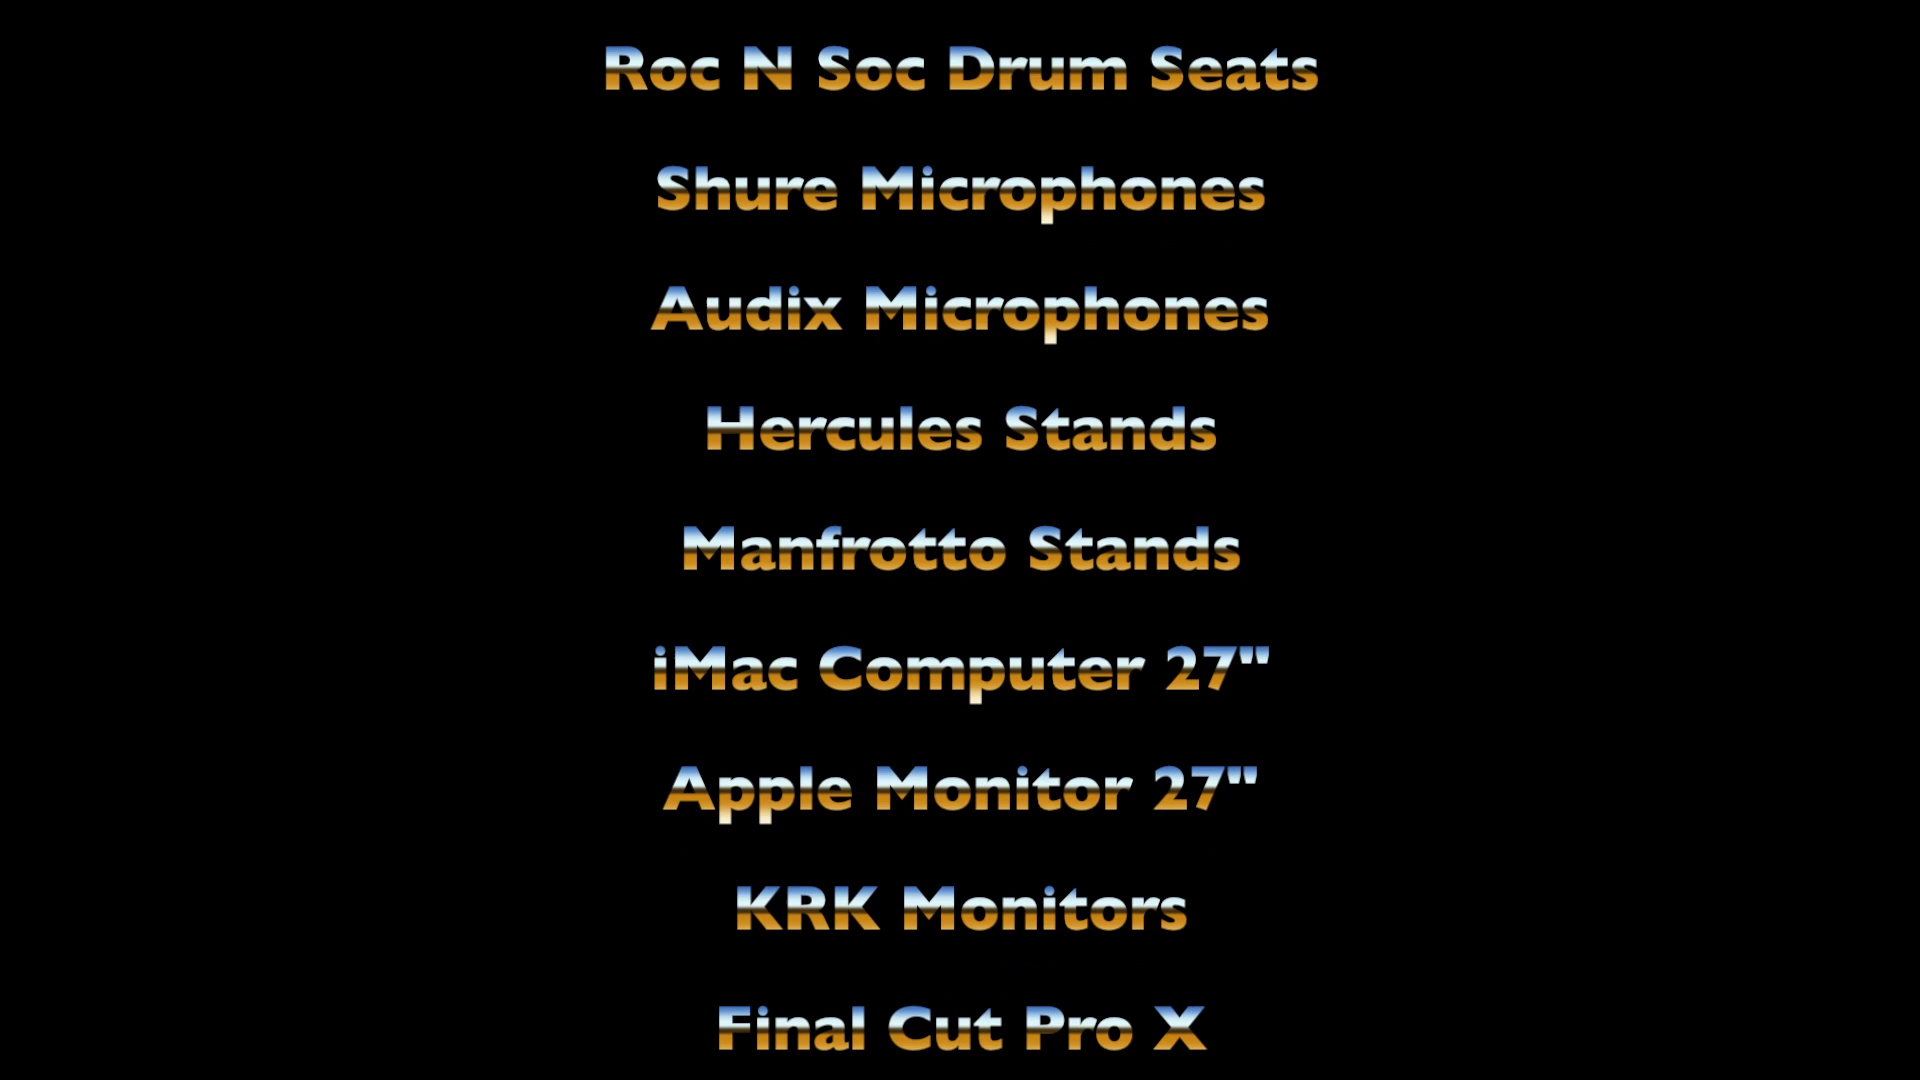 Roc N Soc Drum Seats
Shure Microphones
Audix Microphones
Hercules Stands
Manfrotto Stands
iMac Computer 27"
Apple Monitor 27"
KRK Monitors
Final Cut Pro X